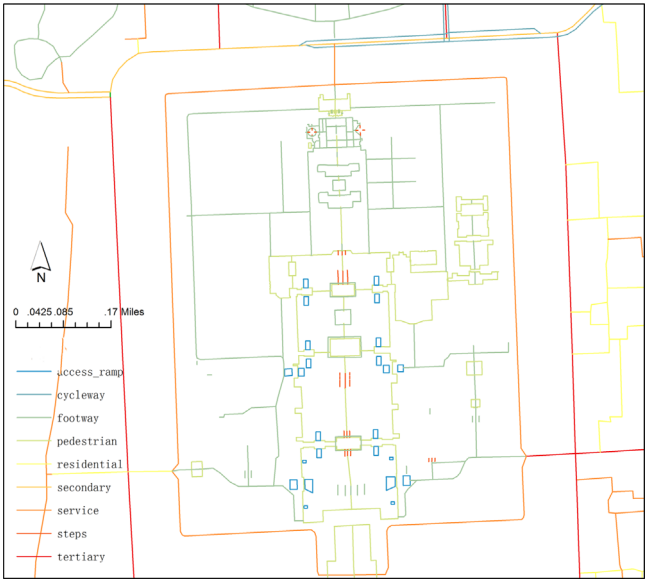 N
0 .0425.085 .17 Miles
access_ramp
cycleway
footway
pedestrian
residential
secondary
service
steps
tertiary